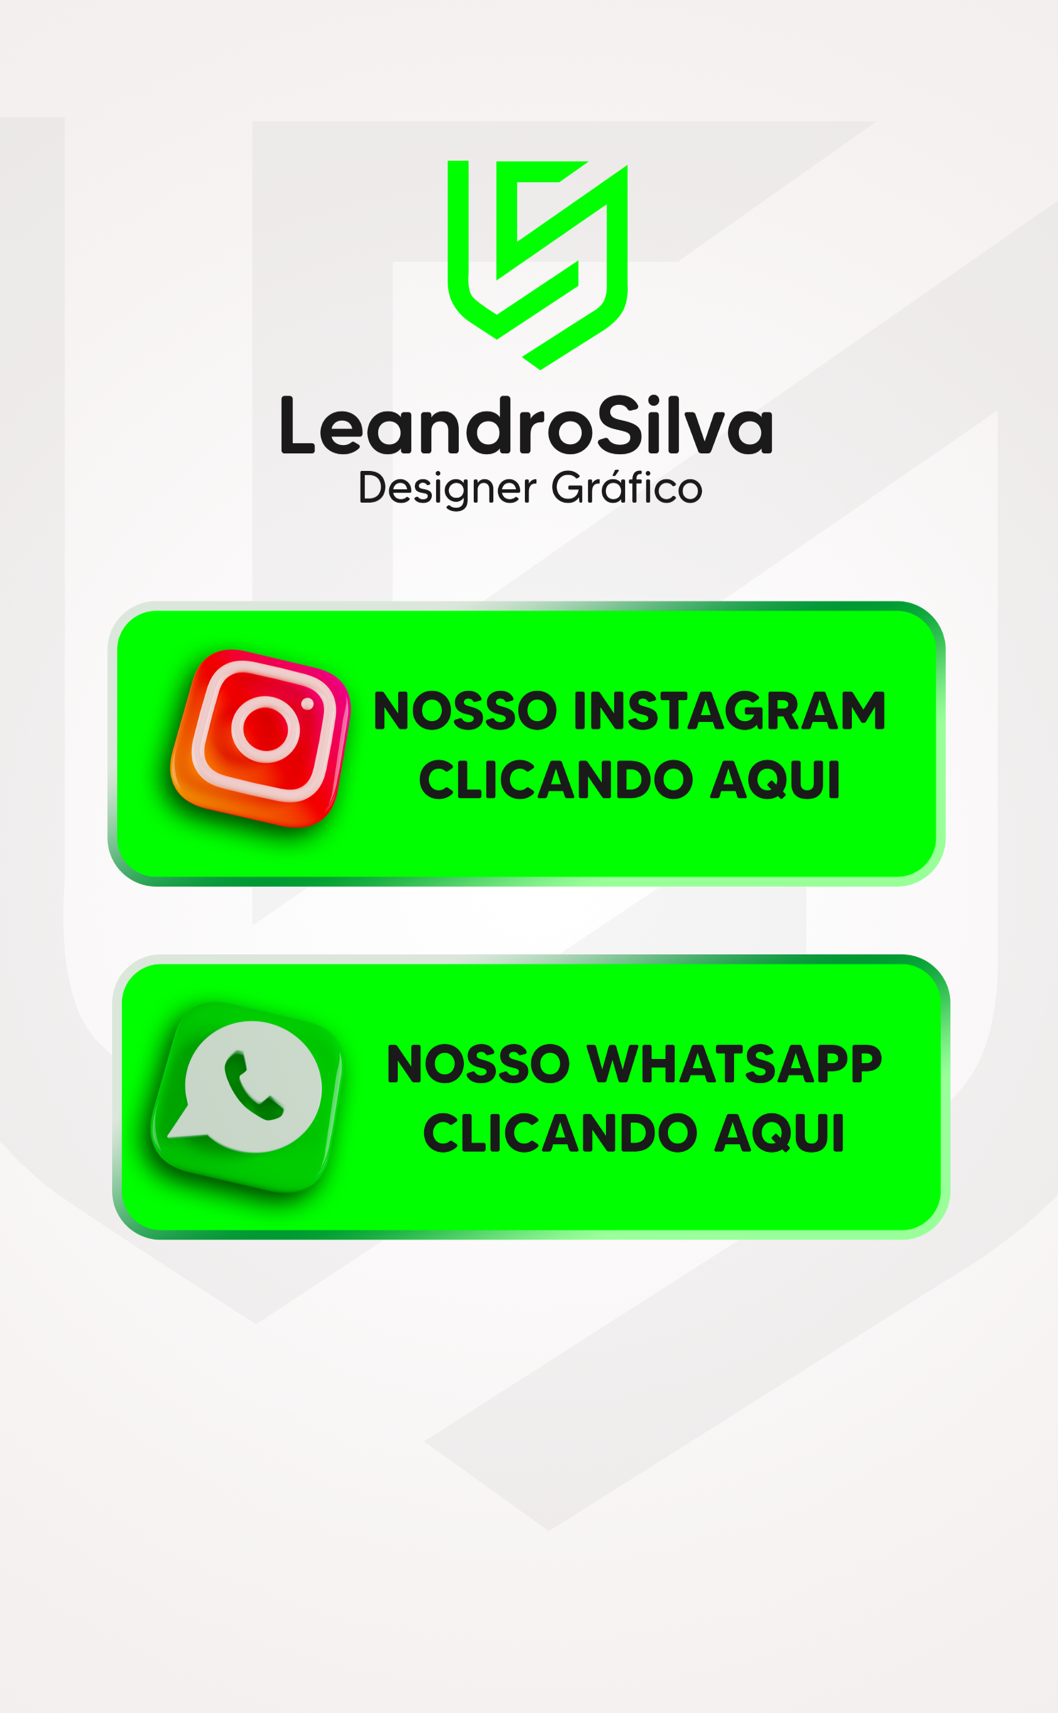 LeandroSilva
Designer Gráfico
NOSSO INSTAGRAM
CLICANDO AQUI
NOSSO WHATSAPP
CLICANDO AQUI